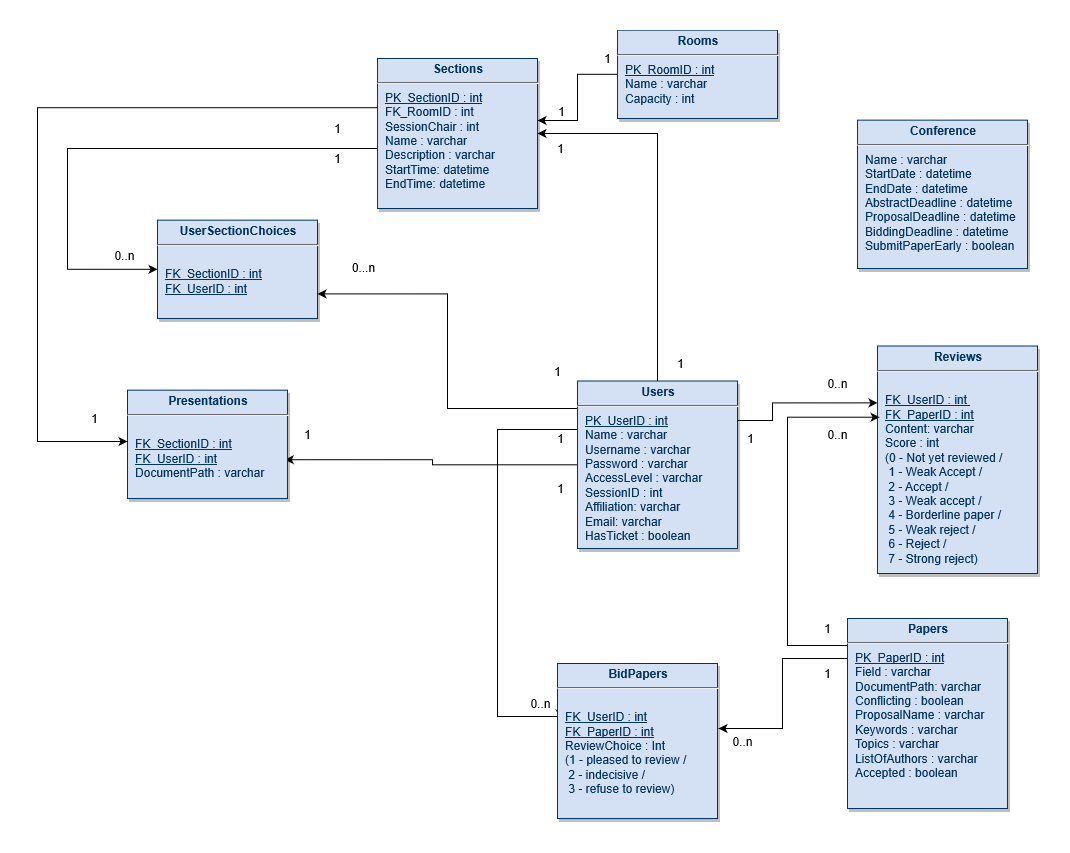 Rooms
PK_RoomID : int
Name : varchar
Capacity : int
1
Sections
PK_SectionID : int
FK_RoomID : int
SessionChair : int
Name : varchar
Description : varchar
StartTime: datetime
EndTime: datetime
1
1
1
1
Conference
Name : varchar
StartDate : datetime
EndDate : datetime
AbstractDeadline : datetime
ProposalDeadline : datetime
BiddingDeadline : datetime
SubmitPaperEarly : boolean
UserSectionChoices
FK_SectionID : int
FK_UserID : int
0..n
0...n
Presentations
FK_SectionID : int
FK_UserID : int
DocumentPath : varchar
1
1
Users
PK_UserID : int
Name : varchar
Username : varchar
Password : varchar
AccessLevel : varchar
SessionID : int
Affiliation: varchar
Email: varchar
HasTicket : boolean
1
1
1
1
1
Reviews
FK_UserID : int
FK_PaperID : int
Content: varchar
Score : int
(0 - Not yet reviewed /
1 - Weak Accept /
2 - Accept /
3 - Weak accept /
4 - Borderline paper /
5 - Weak reject /
6 - Reject /
7 - Strong reject)
0..n
0..n
Papers
PK_PaperID : int
Field : varchar
DocumentPath: varchar
Conflicting : boolean
ProposalName : varchar
Keywords : varchar
Topics : varchar
ListOfAuthors : varchar
Accepted : boolean
1
1
BidPapers
FK_UserID : int
FK_PaperID : int
ReviewChoice : Int
(1 - pleased to review /
2 - indecisive /
3 - refuse to review)
0..n
0..n